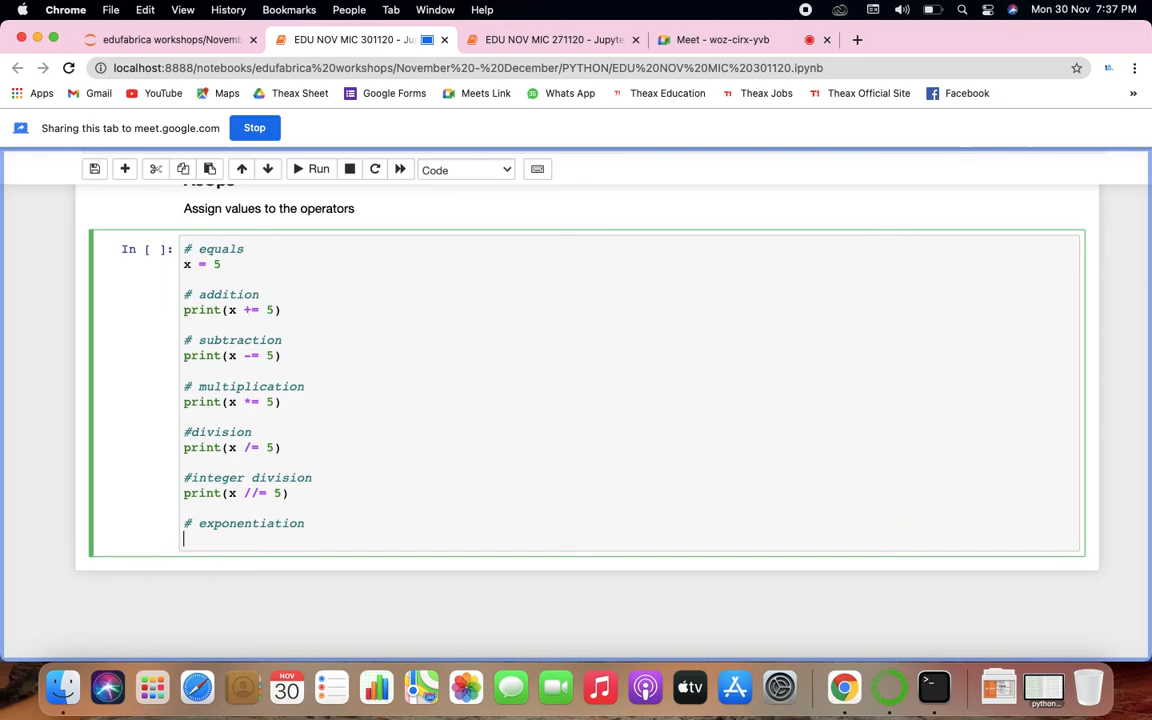 Chrome File Edit View History Bookmarks People Tab Window Help Mon 30 Nov 7:37 PM
edufabrica workshops/Novemb
EDU NOV MIC 301120 - Ju
EDU NOV MIC 271120 - Jupyte
Meet - woz-cirx-yvb
localhost:8888/notebooks/edufabrica%20workshops/November%20-%20December/PYTHON/EDU%20NOV%20MIC%20301120.ipynb
Apps Gmail YouTube Maps Theax Sheet Google Forms Meets Link Whats App Theax Education Theax Jobs Theax Official Site Facebook »
Sharing this tab to meet.google.com Stop
Run Code
Assign values to the operators
In [ ]: # equals
x = 5
# addition
print(x += 5)
# subtraction
print(x -= 5)
# multiplication
print(x *= 5)
#division
print(x /= 5)
#integer division
print(x //= 5)
# exponentiation
NOV
30
tv
python...